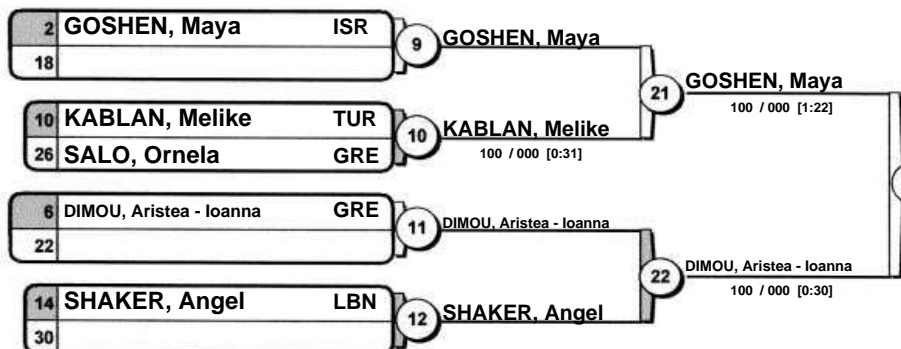 2 GOSHEN, Maya ISR
18
9
GOSHEN, Maya
10 KABLAN, Melike TUR
26 SALO, Ornela GRE
10
KABLAN, Melike
100 / 000 [0:31]
21
GOSHEN, Maya
100 / 000 [1:22]
6 DIMOU, Aristea - Ioanna GRE
22
11
DIMOU, Aristea - Ioanna
14 SHAKER, Angel LBN
30
12
SHAKER, Angel
22
DIMOU, Aristea - Ioanna
100 / 000 [0:30]